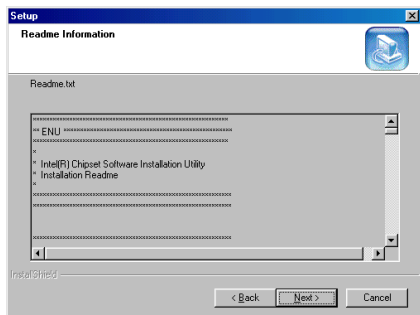 Setup
Readme Information
Readme.txt
** ENU **************************************************
*
* Intel(R) Chipset Software Installation Utility
* Installation Readme
*
InstallShield
< Back
Next >
Cancel